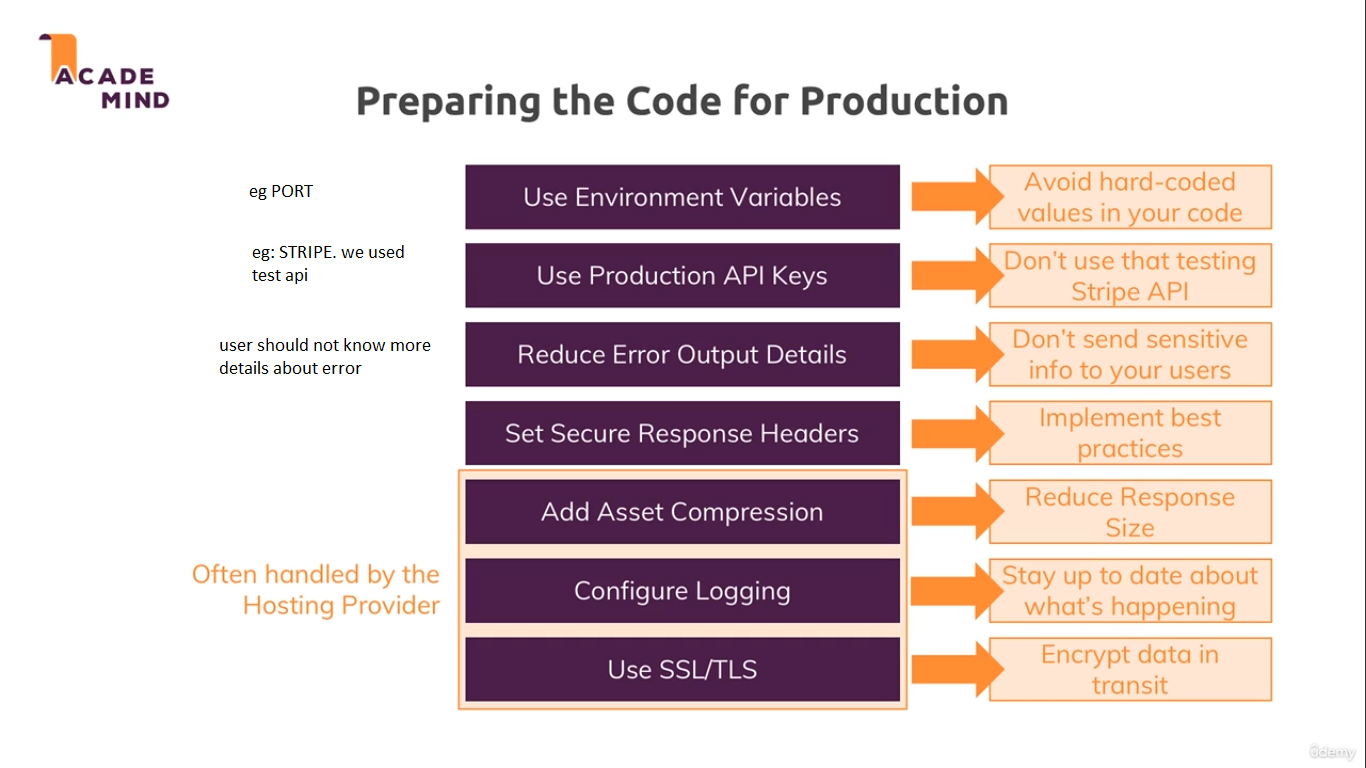 ACADE
MIND
Preparing the Code for Production
eg PORT
Use Environment Variables
Avoid hard-coded
values in your code
eg: STRIPE. we used
test api
Use Production API Keys
Don't use that testing
Stripe API
user should not know more
details about error
Reduce Error Output Details
Don't send sensitive
info to your users
Set Secure Response Headers
Implement best
practices
Often handled by the
Hosting Provider
Add Asset Compression
Reduce Response
Size
Configure Logging
Stay up to date about
what's happening
Use SSL/TLS
Encrypt data in
transit
ûdemy